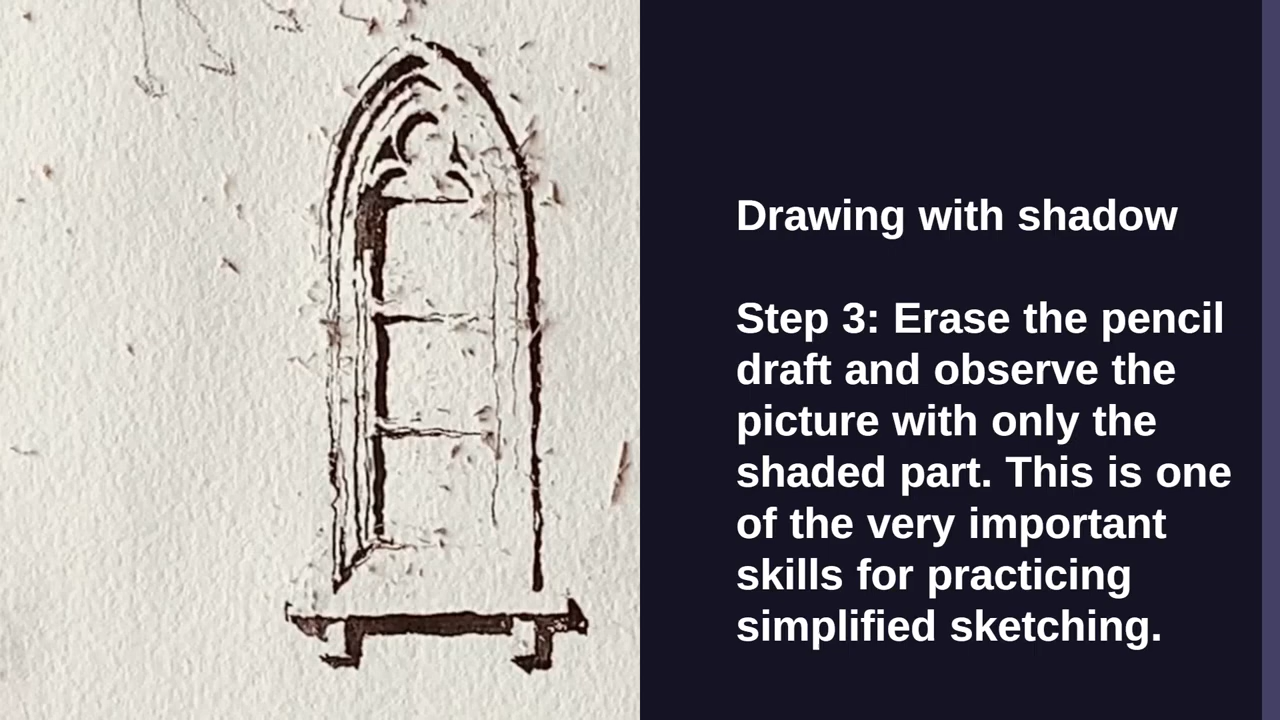 Drawing with shadow
Step 3: Erase the pencil
draft and observe the
picture with only the
shaded part. This is one
of the very important
skills for practicing
simplified sketching.